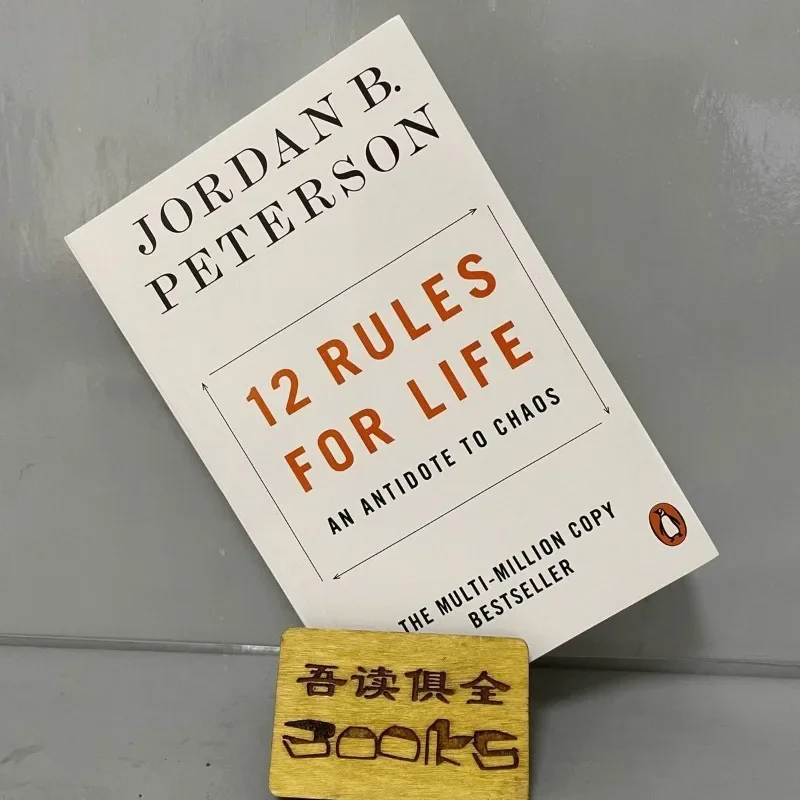 JORDAN B.
PETERSON
12 RULES
FOR LIFE
AN ANTIDOTE TO CHAOS
THE MULTI-MILLION COPY
BESTSELLER
吾读俱全
Books